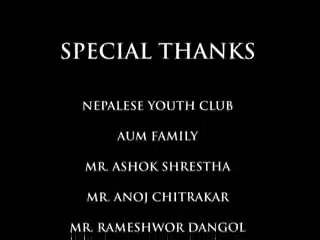 SPECIAL THANKS
NEPALESE YOUTH CLUB
AUM FAMILY
MR. ASHOK SHRESTHA
MR. ANOJ CHITRAKAR
MR. RAMESHWOR DANGOL